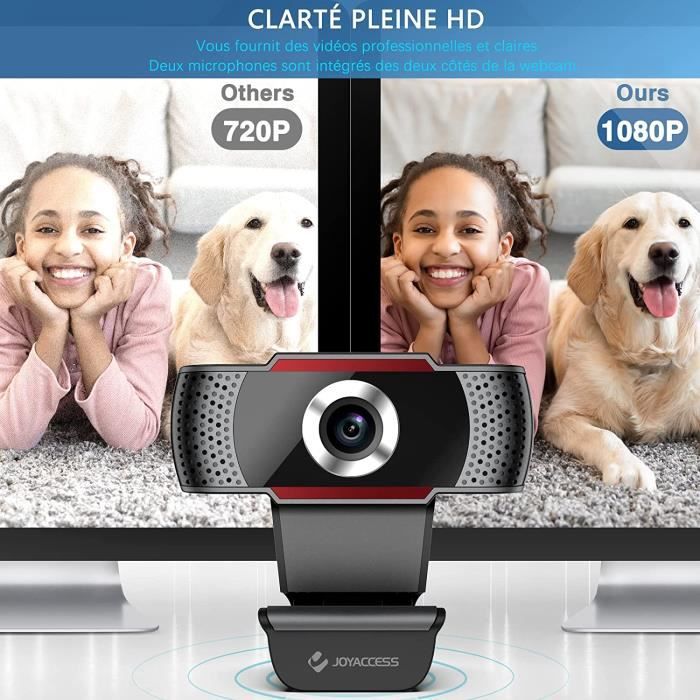 CLARTÉ PLEINE HD
Vous fournit des vidéos professionnelles et claires
Deux microphones sont intégrés des deux côtés de la webcam
Others
720P
Ours
1080P
JOYACCESS